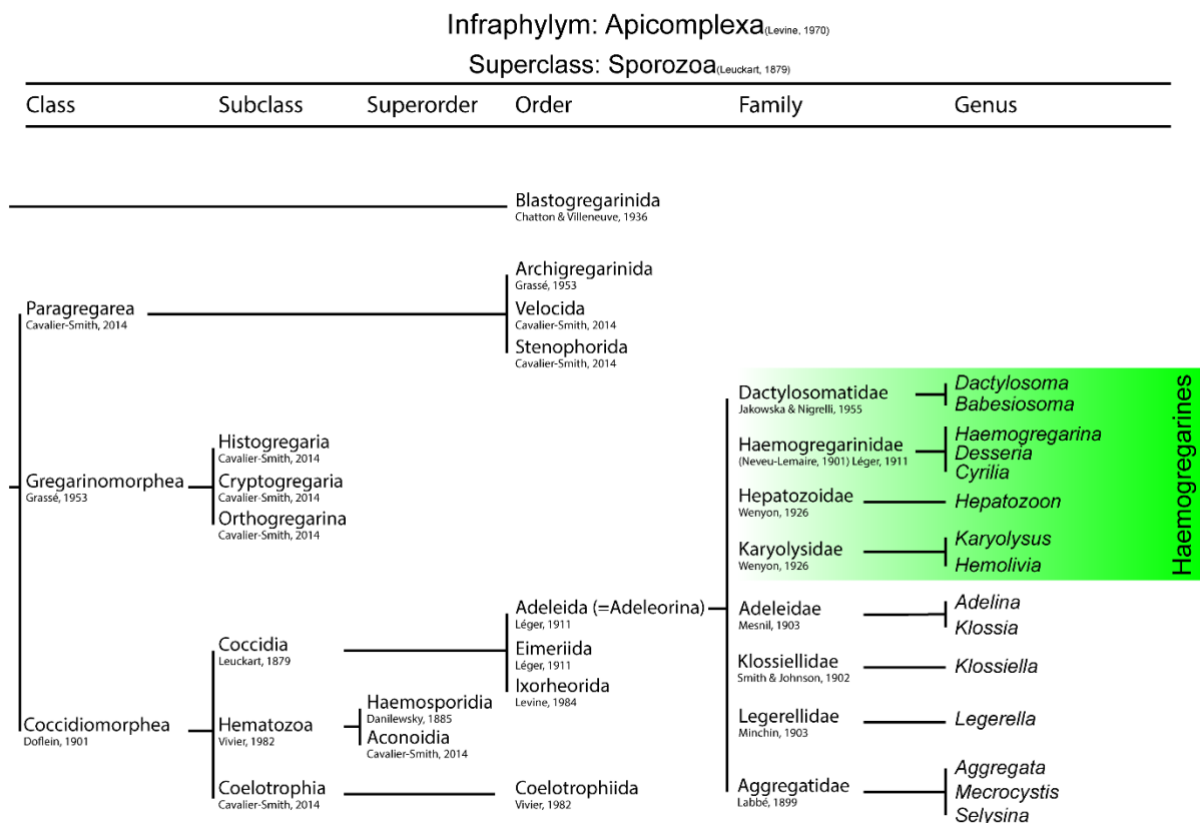 Infraphylym: Apicomplexa(Levine, 1970)
Superclass: Sporozoa(Leuckart, 1879)
Class Subclass Superorder Order Family Genus
Blastogregarinida
Chatton & Villeneuve, 1936
Archigregarinida
Grassé, 1953
Paragregarea
Cavalier-Smith, 2014
Velocida
Cavalier-Smith, 2014
Stenophorida
Cavalier-Smith, 2014
Gregarinomorphea
Grassé, 1953
Histogregaria
Cavalier-Smith, 2014
Cryptogregaria
Cavalier-Smith, 2014
Orthogregarina
Cavalier-Smith, 2014
Coccidiomorphea
Doflein, 1901
Coccidia
Leuckart, 1879
Hematozoa
Vivier, 1982
Coelotrophia
Cavalier-Smith, 2014
Haemosporidia
Danilewsky, 1885
Aconoidia
Cavalier-Smith, 2014
Adeleida (=Adeleorina)
Léger, 1911
Eimeriida
Léger, 1911
Ixorheorida
Levine, 1984
Coelotrophiida
Vivier, 1982
Dactylosomatidae
Jakowska & Nigrelli, 1955
Dactylosoma
Babesiosoma
Haemogregarinidae
(Neveu-Lemaire, 1901) Léger, 1911
Haemogregarina
Desseria
Cyrilia
Hepatozoidae
Wenyon, 1926
Hepatozoon
Karyolysidae
Wenyon, 1926
Karyolysus
Hemolivia
Haemogregarines
Adeleidae
Mesnil, 1903
Adelina
Klossia
Klossiellidae
Smith & Johnson, 1902
Klossiella
Legerellidae
Minchin, 1903
Legerella
Aggregatidae
Labbé, 1899
Aggregata
Mecrocystis
Selysina